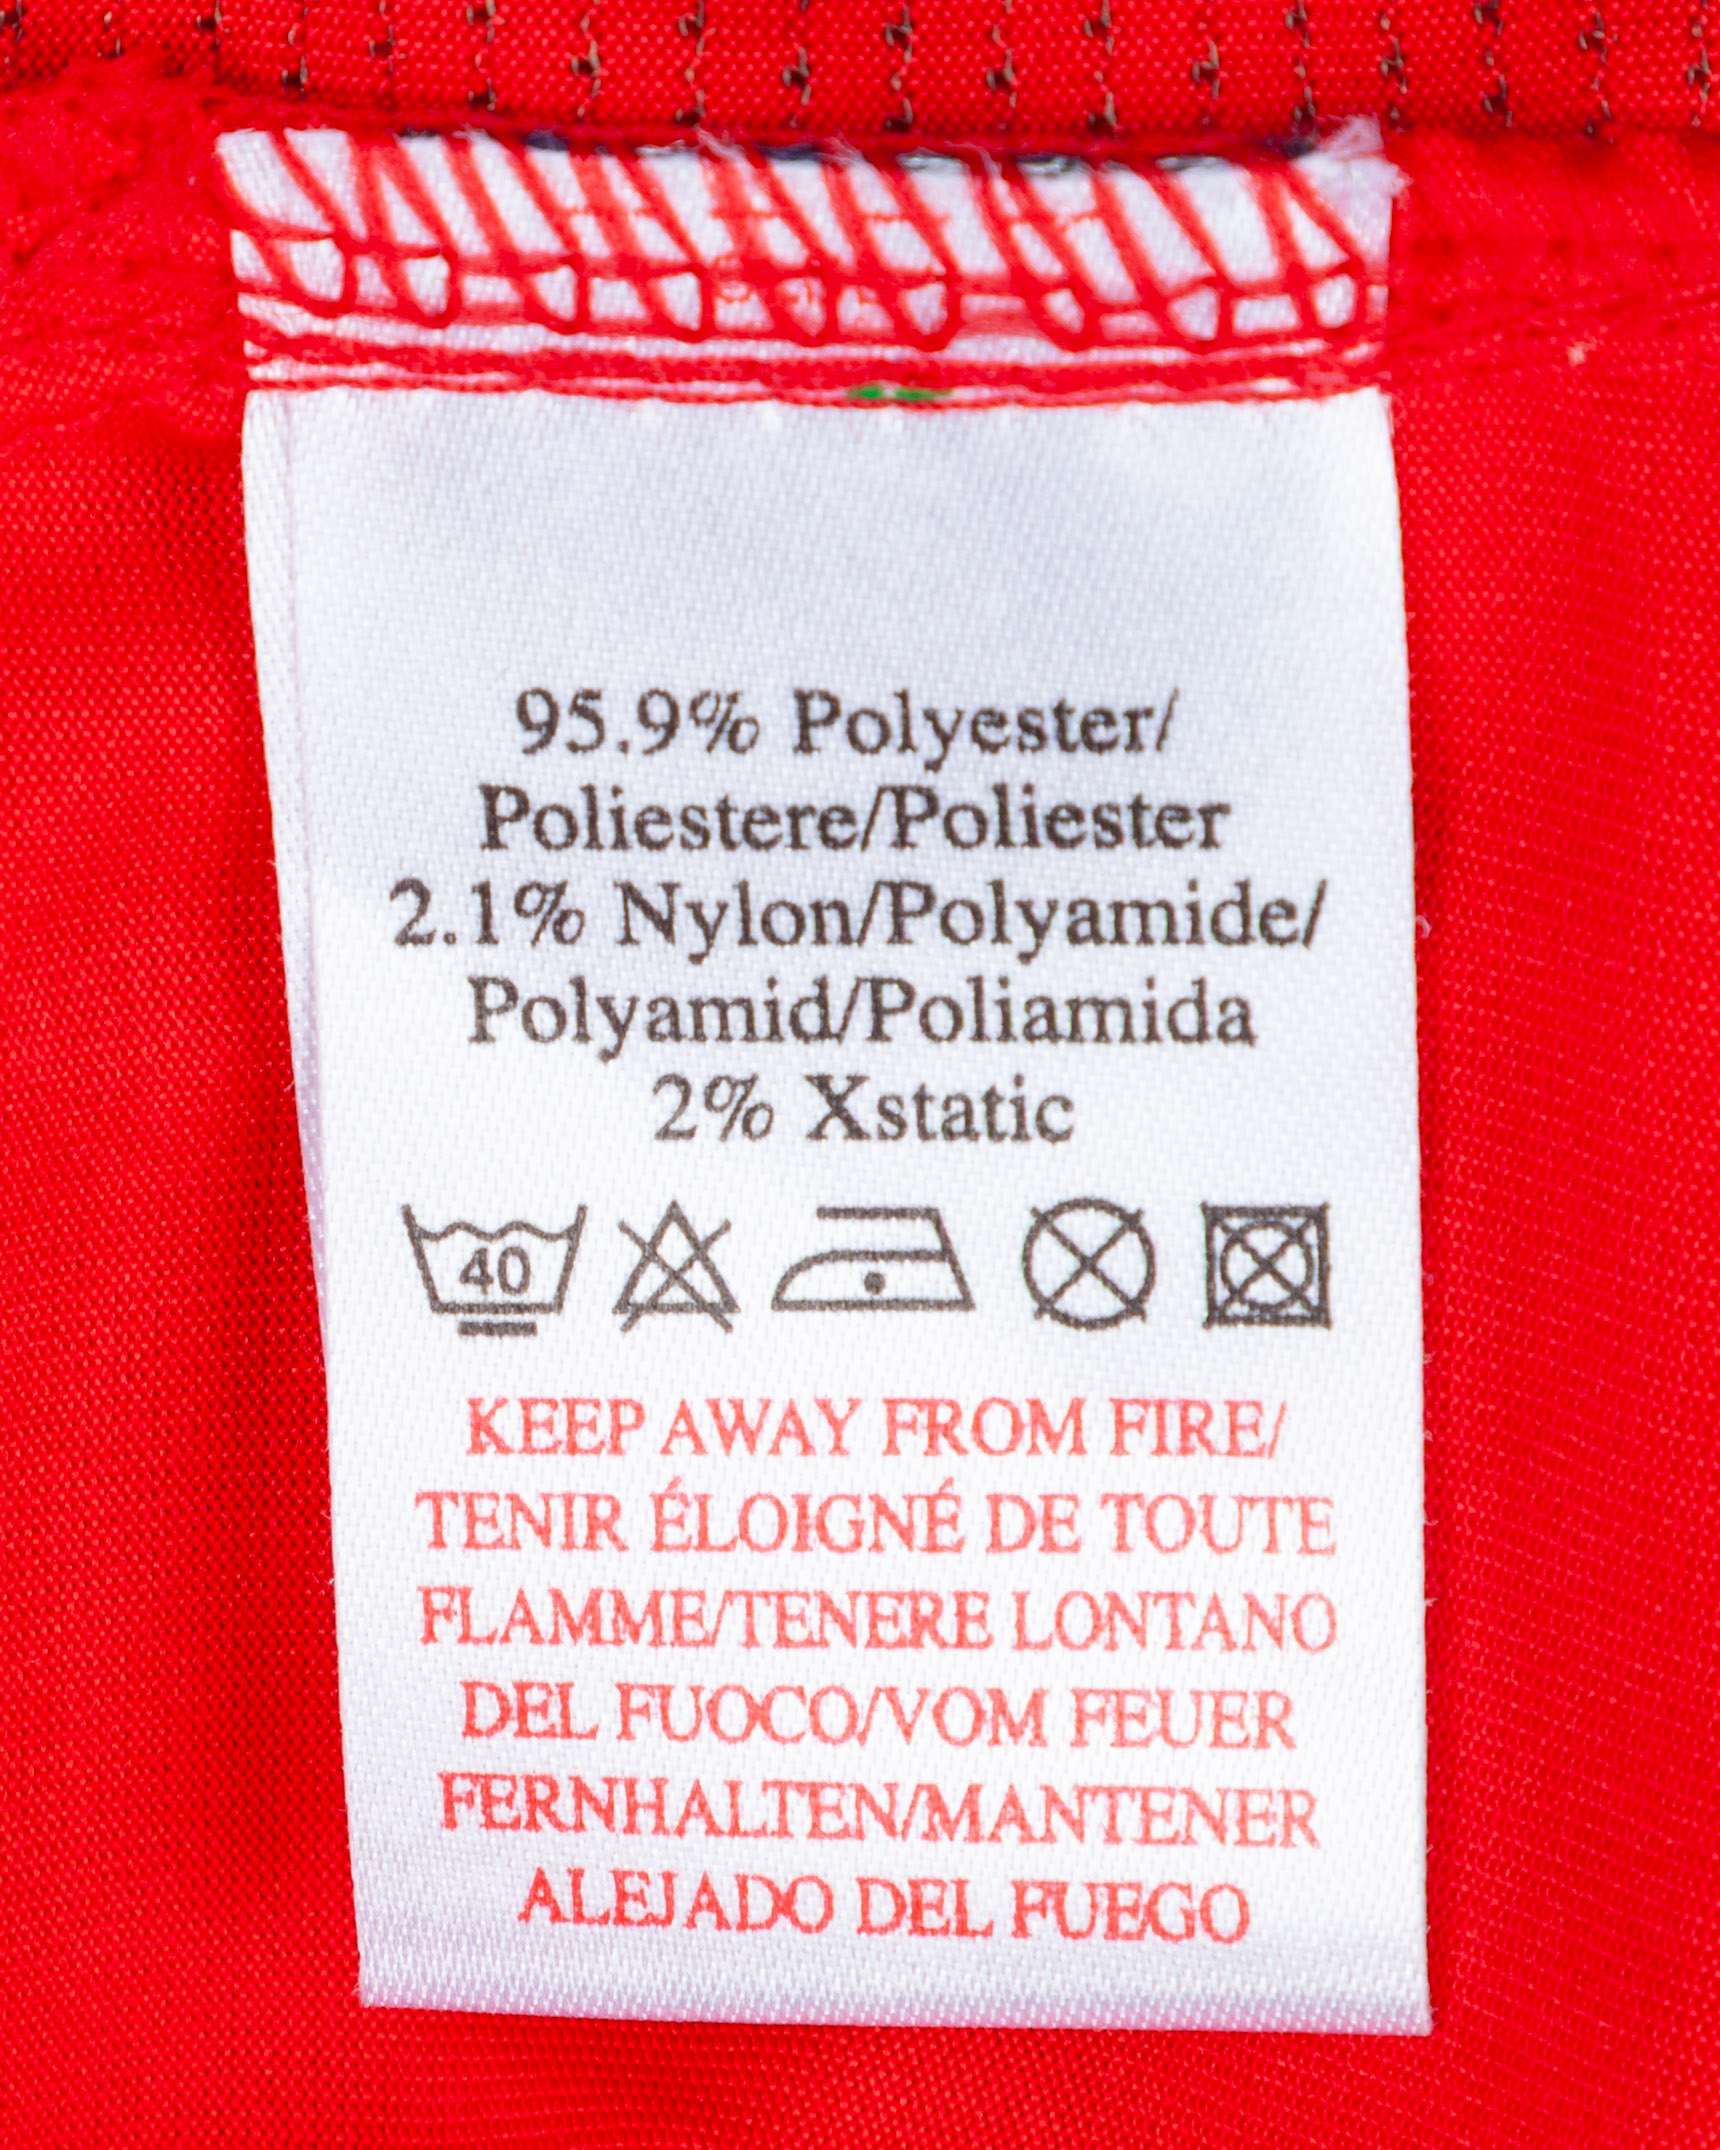 95.9% Polyester/
Poliestere/Poliester
2.1% Nylon/Polyamide/
Polyamid/Poliamida
2% Xstatic
40
KEEP AWAY FROM FIRE/
TENIR ÉLOIGNÉ DE TOUTE
FLAMME/TENERE LONTANO
DEL FUOCO/VOM FEUER
FERNHALTEN/MANTENER
ALEJADO DEL FUEGO